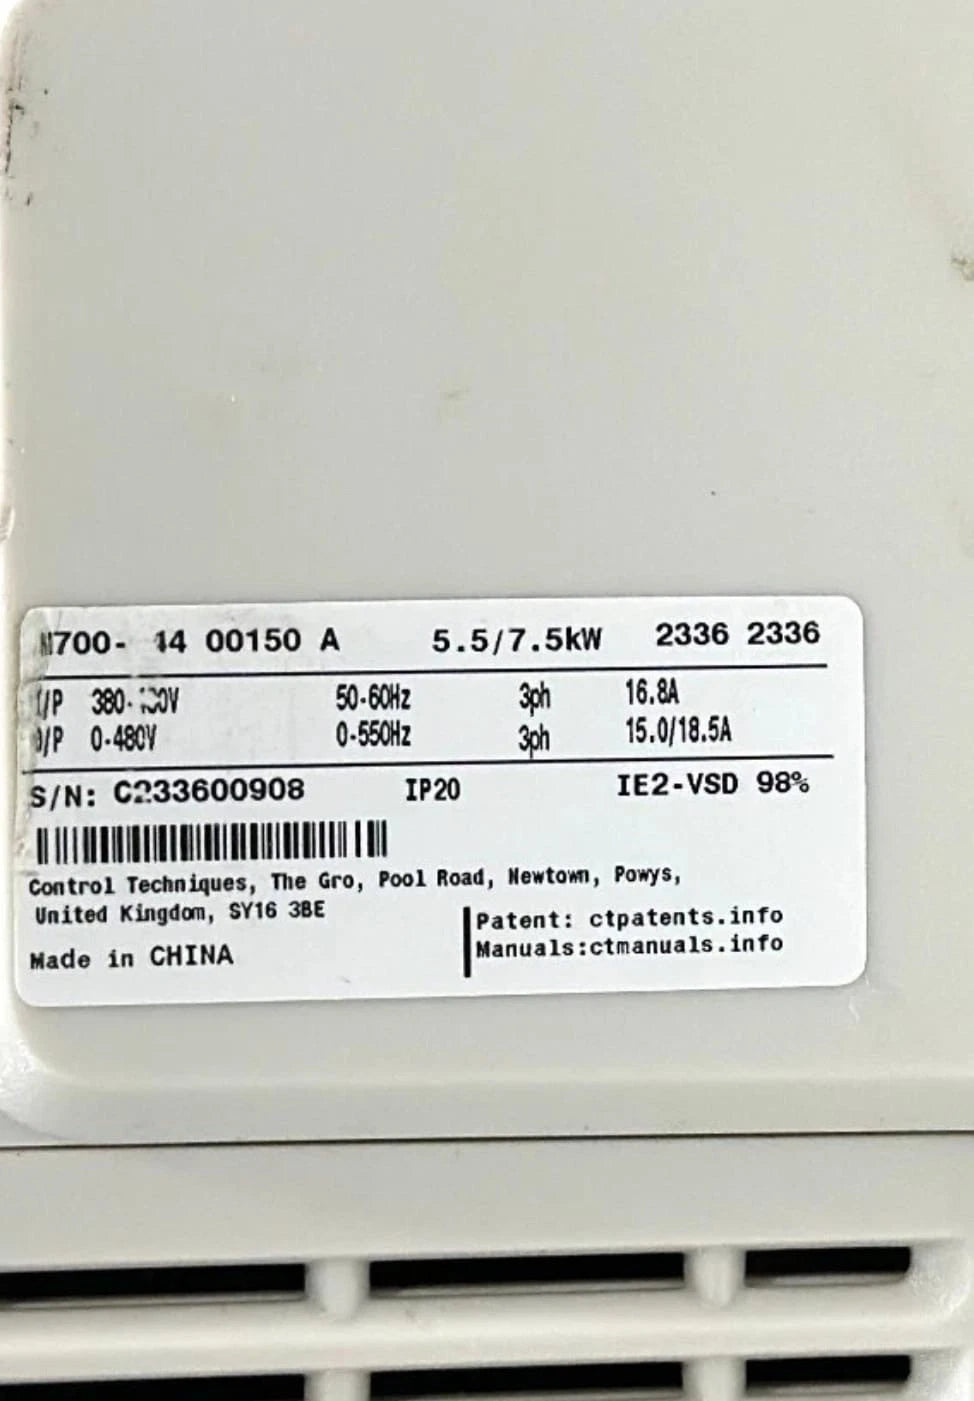 M700- 14 00150 A 5.5/7.5kW 2336 2336
I/P 50-60Hz 3ph 16.8A
O/P 0-480V 0-550Hz 3ph 15.0/18.5A
S/N: C233600908 IP20 IE2-VSD 98%
Control Techniques, The Gro, Pool Road, Newtown, Powys,
United Kingdom, SY16 3BE
Made in CHINA
Patent: ctpatents.info
Manuals:ctmanuals.info